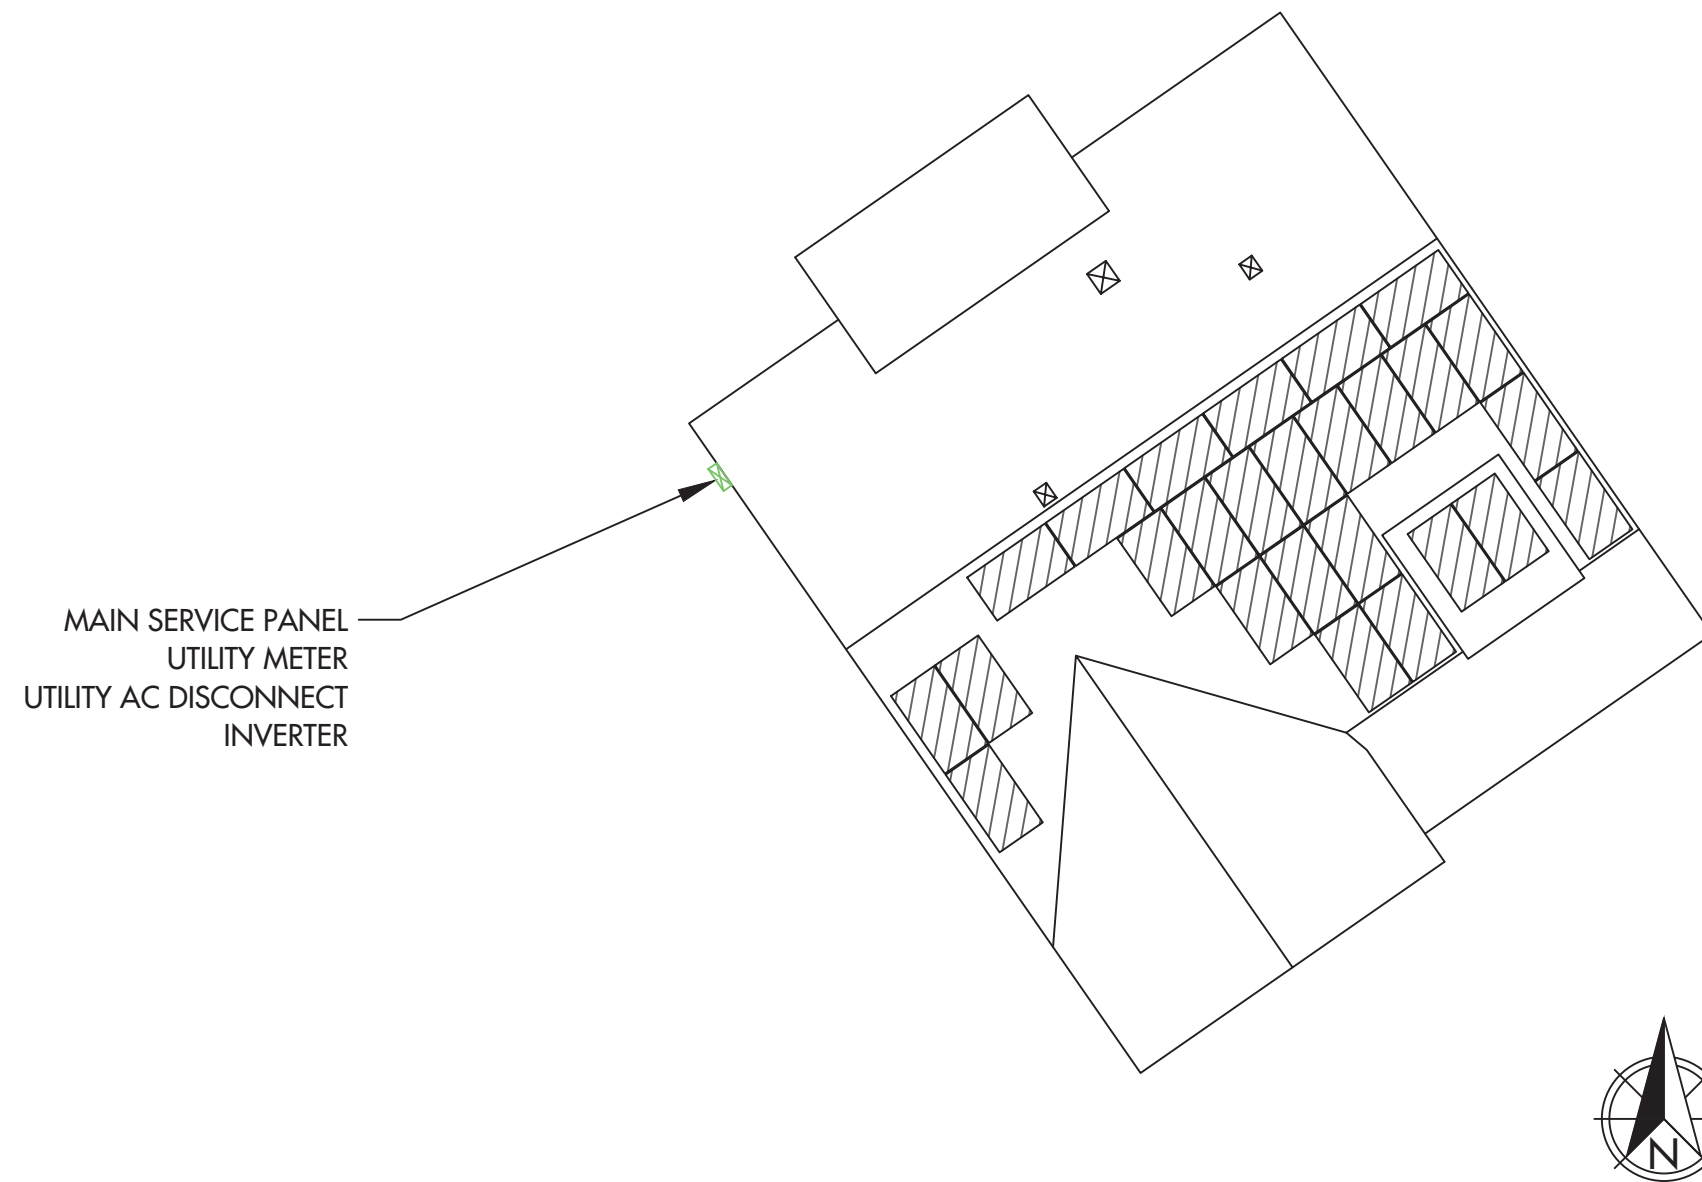 MAIN SERVICE PANEL
UTILITY METER
UTILITY AC DISCONNECT
INVERTER
N